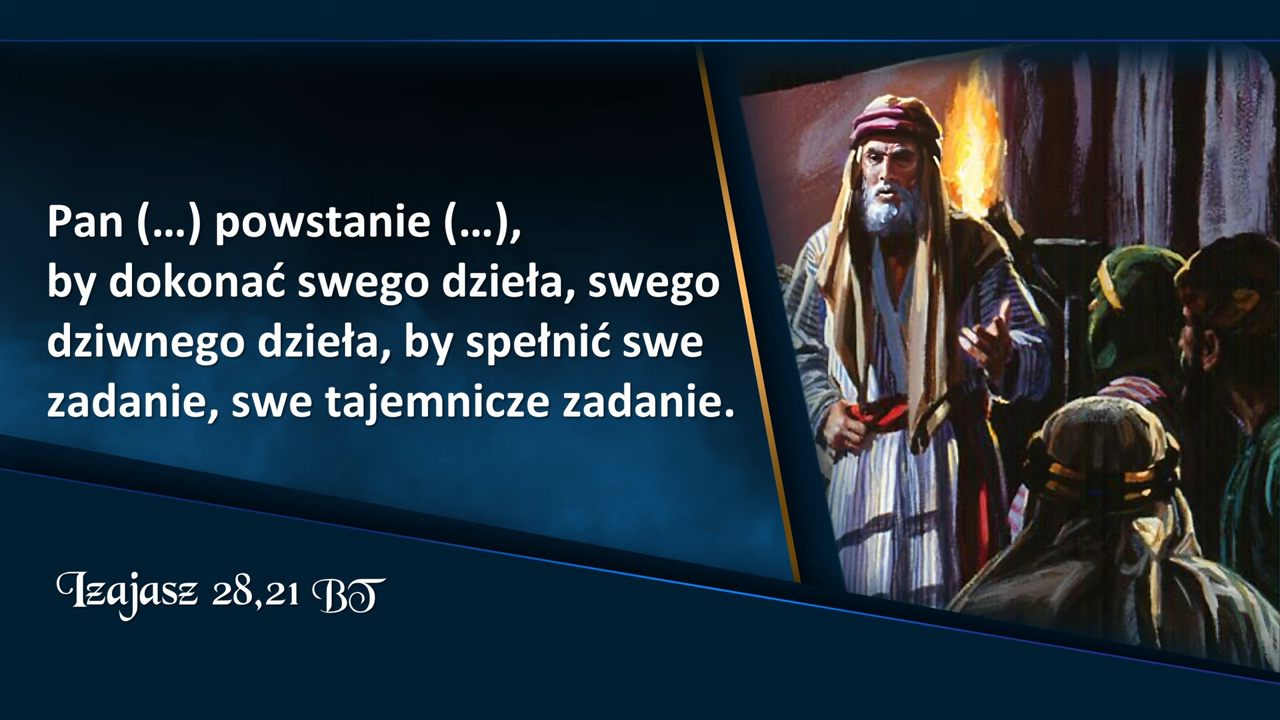 Pan (...) powstanie (...),
by dokonać swego dzieła, swego
dziwnego dzieła, by spełnić swe
zadanie, swe tajemnicze zadanie.
Izajasz 28,21 BT